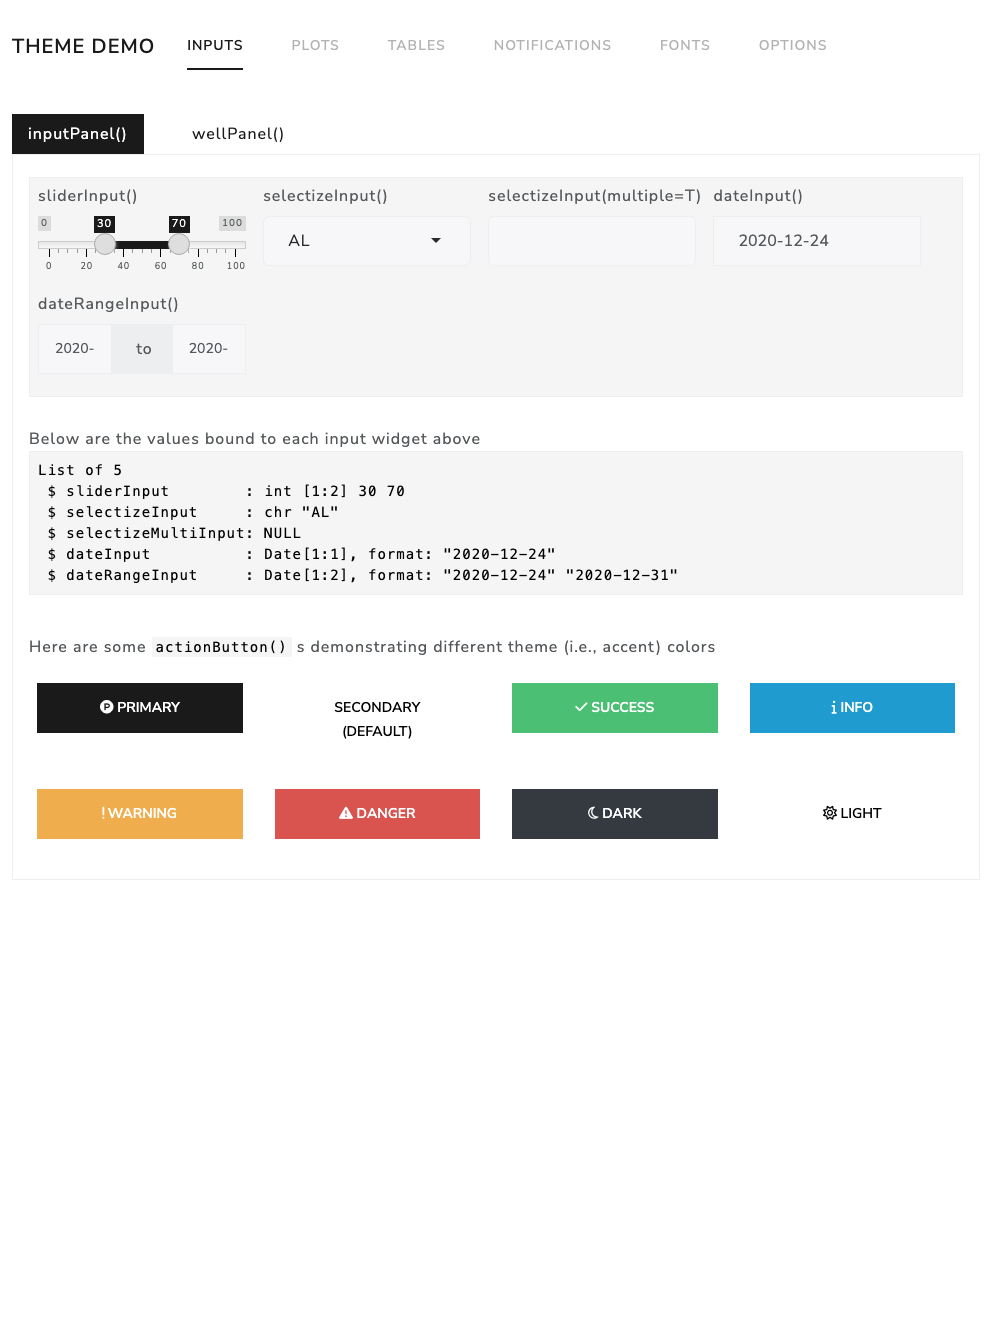 THEME DEMO INPUTS PLOTS TABLES NOTIFICATIONS FONTS OPTIONS
inputPanel() wellPanel()
sliderInput() selectizeInput() selectizeInput(multiple=T) dateInput()
0 30 70 100
AL 2020-12-24
0 20 40 60 80 100
dateRangeInput()
2020- to 2020-
Below are the values bound to each input widget above
List of 5
$ sliderInput : int [1:2] 30 70
$ selectizeInput : chr "AL"
$ selectizeMultiInput: NULL
$ dateInput : Date[1:1], format: "2020-12-24"
$ dateRangeInput : Date[1:2], format: "2020-12-24" "2020-12-31"
Here are some actionButton() s demonstrating different theme (i.e., accent) colors
PRIMARY SECONDARY SUCCESS INFO
(DEFAULT)
WARNING DANGER DARK LIGHT